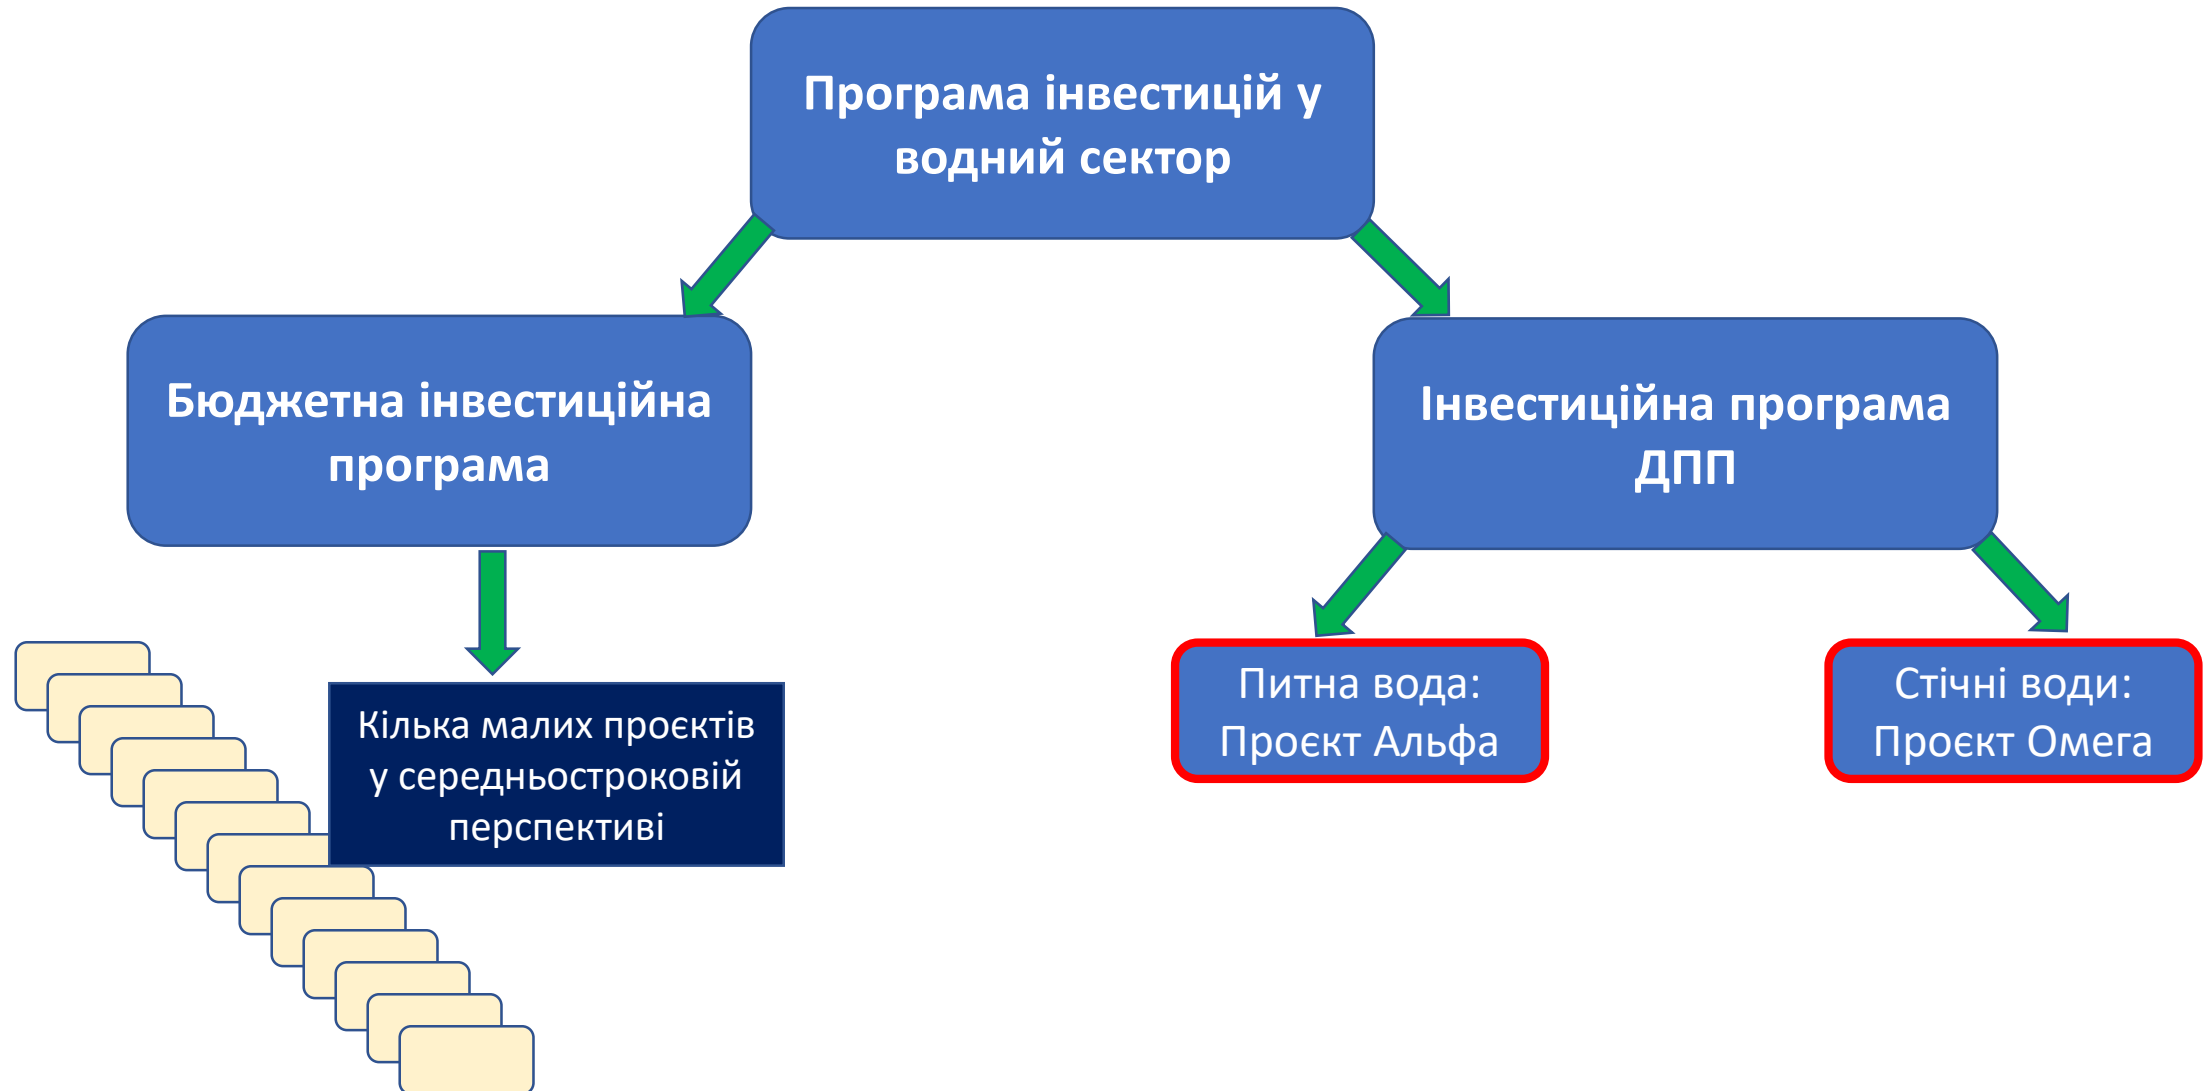 Програма інвестицій у
водний сектор
Бюджетна інвестиційна
програма
Інвестиційна програма
ДПП
Кілька малих проєктів
у середньостроковій
перспективі
Питна вода:
Проєкт Альфа
Стічні води:
Проєкт Омега